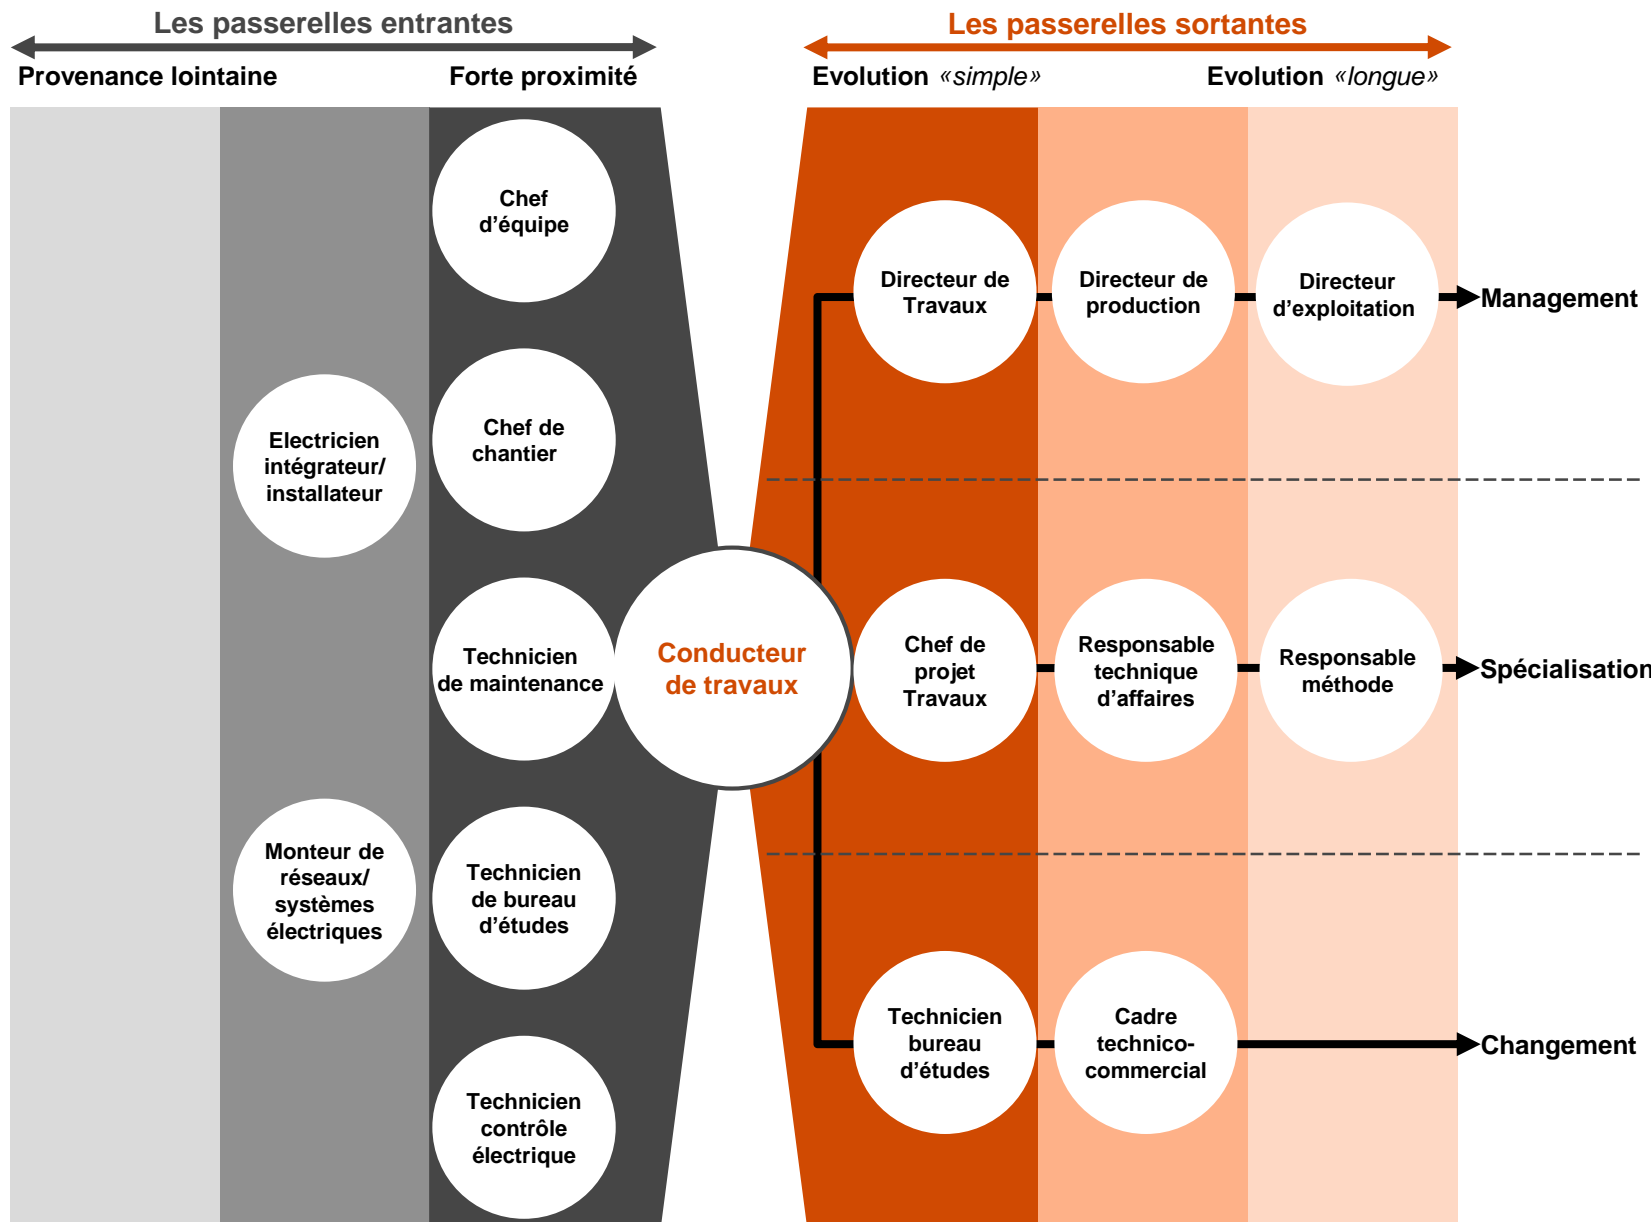 Les passerelles entrantes
Provenance lointaine
Forte proximité
Les passerelles sortantes
Evolution «simple»
Evolution «longue»
Chef
d’équipe
Chef de
chantier
Electricien
intégrateur/
installateur
Technicien
de maintenance
Monteur de
réseaux/
systèmes
électriques
Technicien
de bureau
d’études
Technicien
contrôle
électrique
Conducteur
de travaux
Directeur de
Travaux
Directeur de
production
Directeur
d’exploitation
Management
Chef de
projet
Travaux
Responsable
technique
d’affaires
Responsable
méthode
Spécialisation
Technicien
bureau
d’études
Cadre
technico-
commercial
Changement